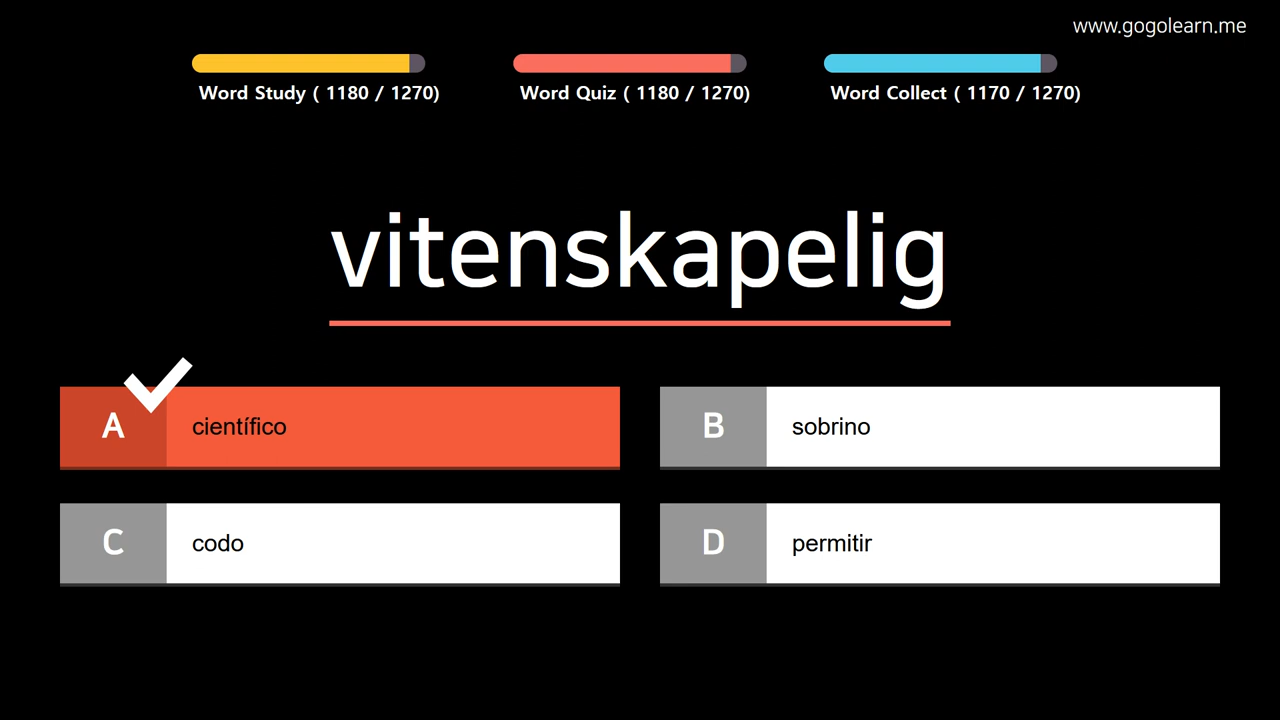 www.gogolearn.me
Word Study ( 1180 / 1270)
Word Quiz ( 1180 / 1270)
Word Collect ( 1170 / 1270)
vitenskapelig
A científico
B sobrino
C codo
D permitir